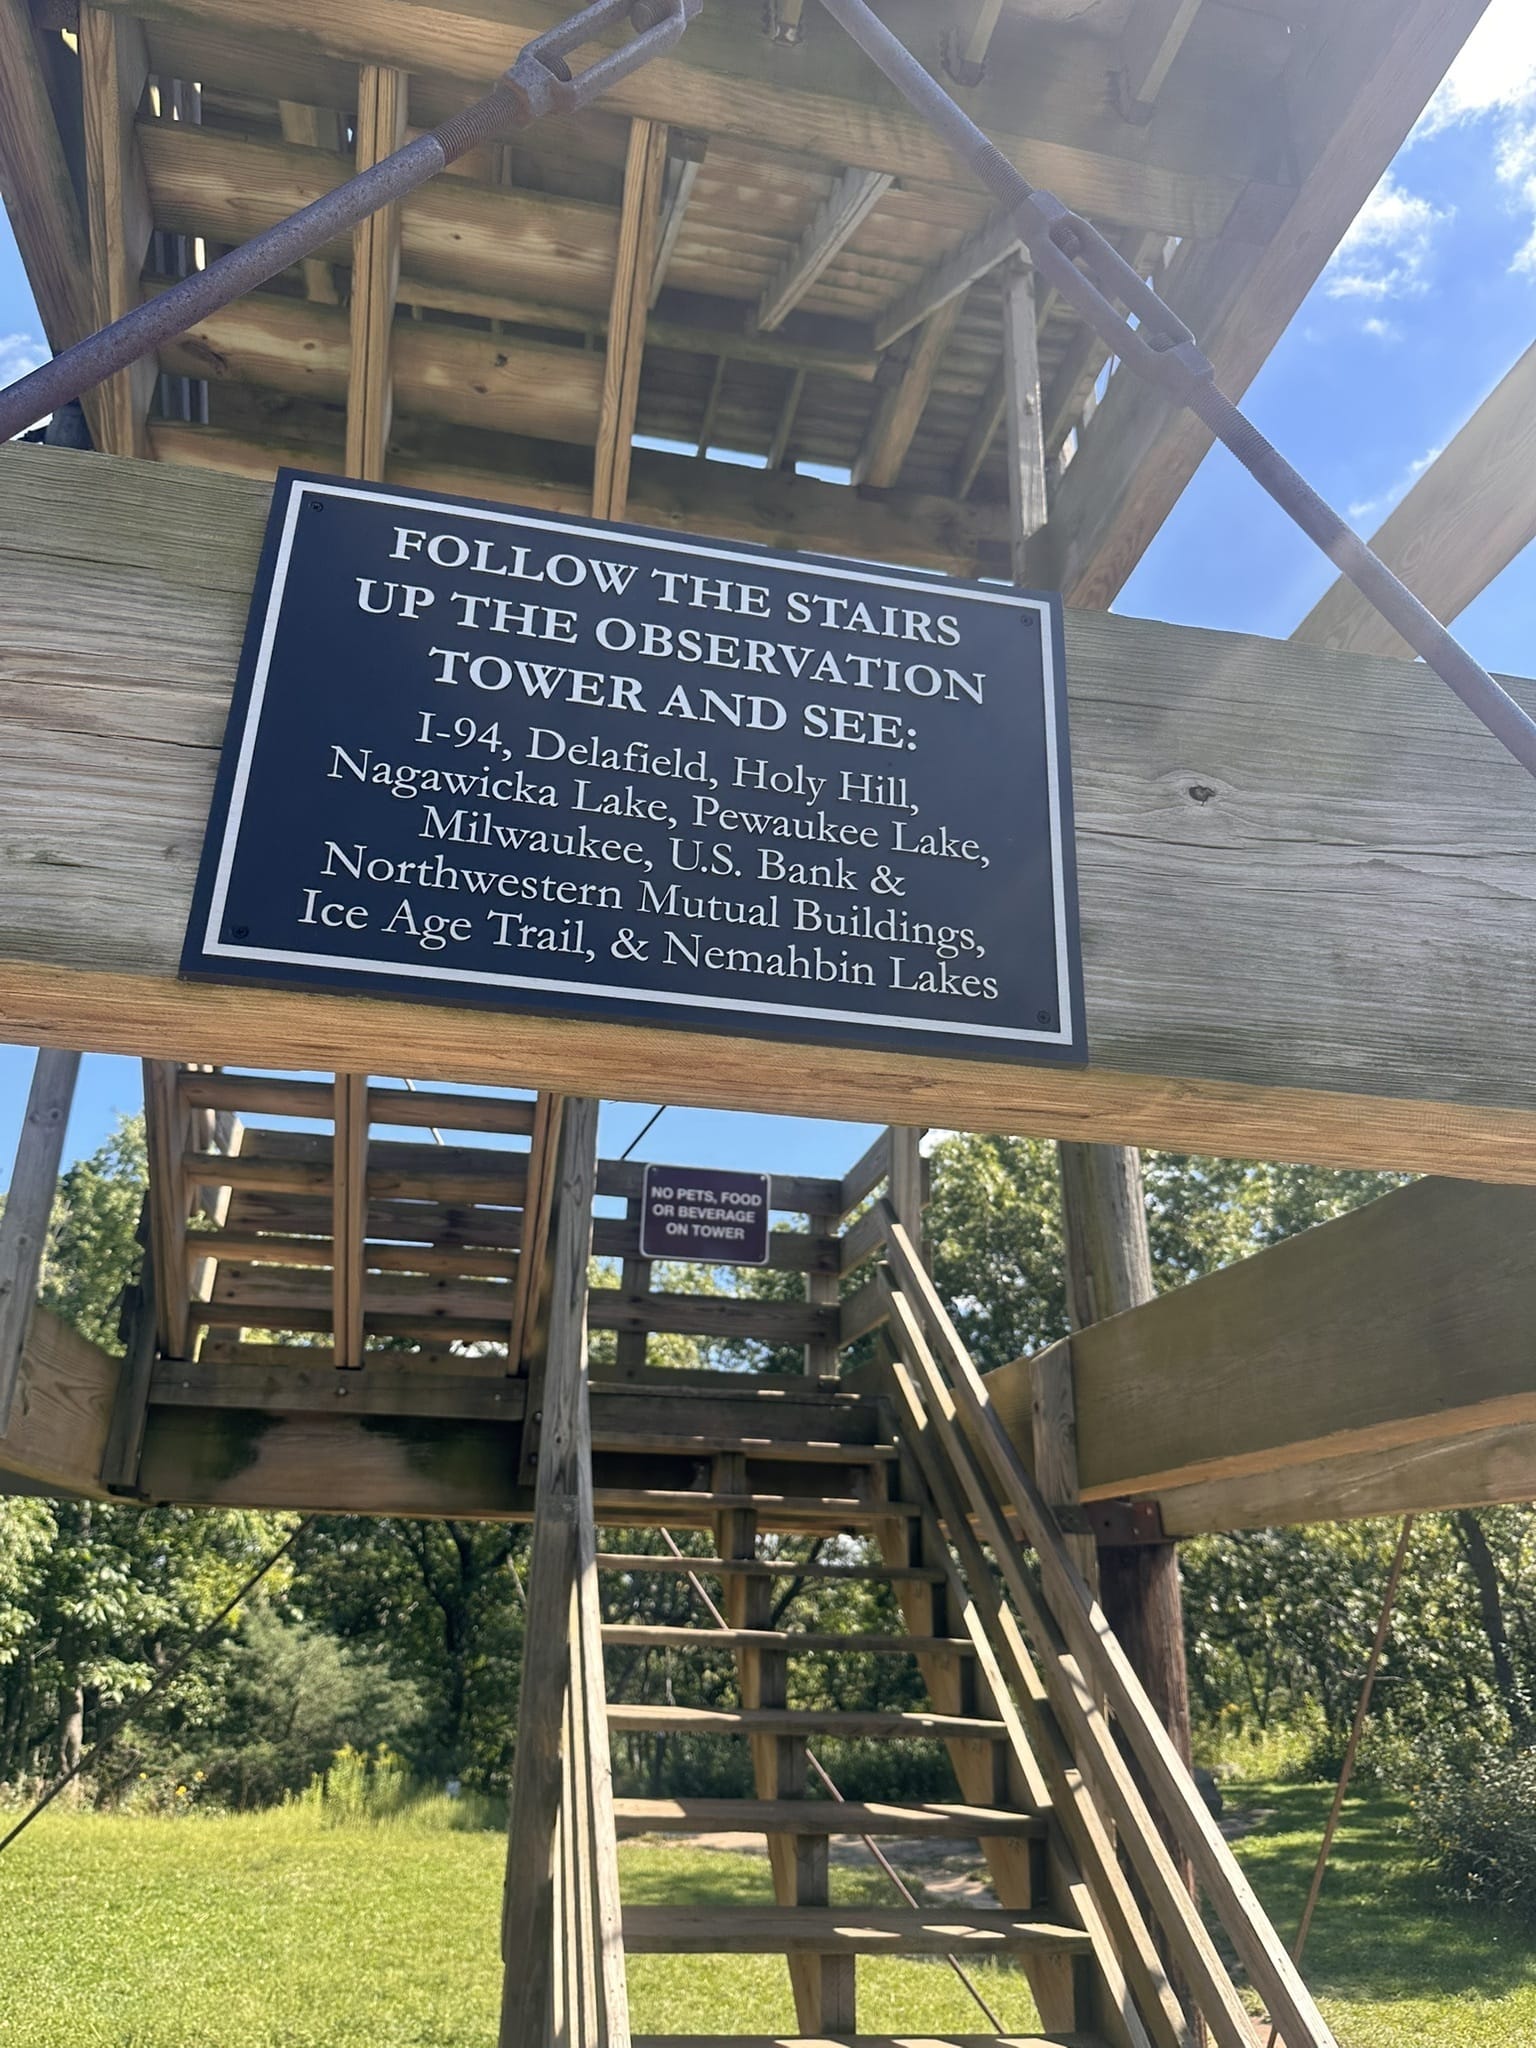 FOLLOW THE STAIRS
UP THE OBSERVATION
TOWER AND SEE:
I-94, Delafield, Holy Hill,
Nagawicka Lake, Pewaukee Lake,
Milwaukee, U.S. Bank &
Northwestern Mutual Buildings,
Ice Age Trail, & Nemahbin Lakes
NO PETS, FOOD
OR BEVERAGE
ON TOWER